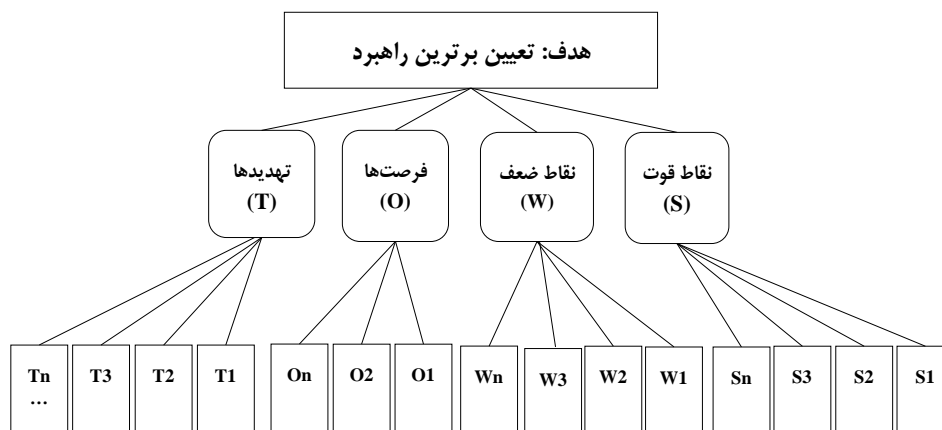 هدف: تعیین برترین راهبرد
نقاط قوت
(S)
نقاط ضعف
(W)
فرصت‌ها
(O)
تهدیدها
(T)
S1
S2
S3
Sn
W1
W2
W3
Wn
O1
O2
On
T1
T2
T3
Tn
...